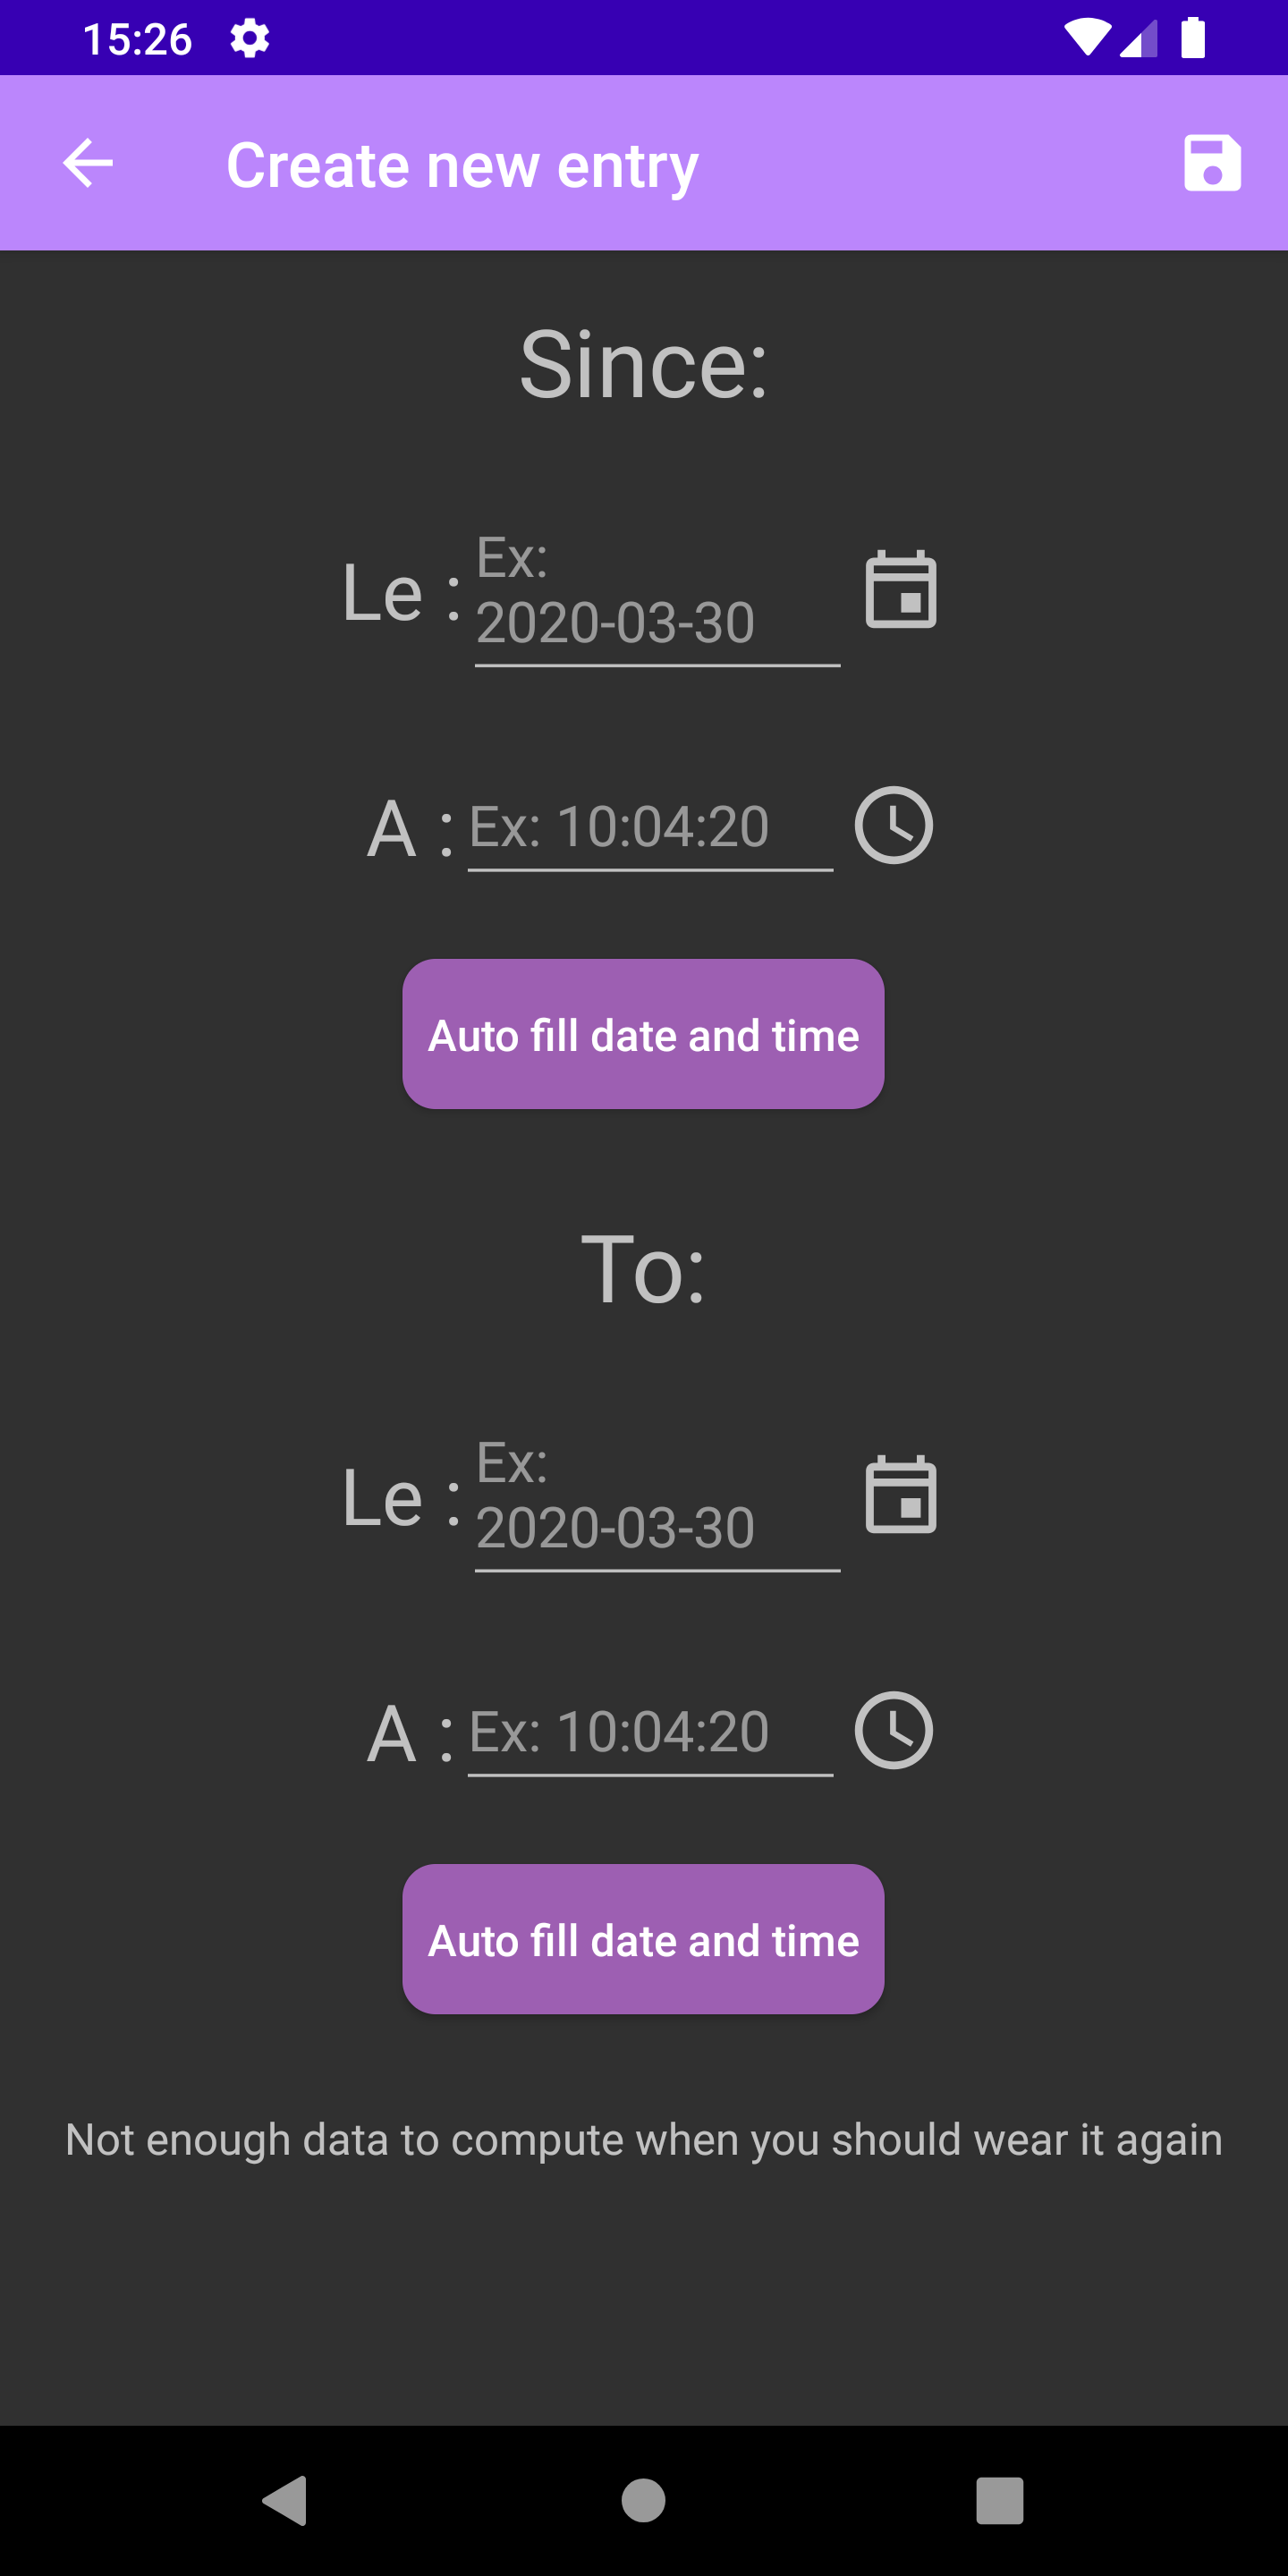 15:26
Create new entry
Since:
Le :
Ex:
2020-03-30
A :
Ex: 10:04:20
Auto fill date and time
To:
Le :
Ex:
2020-03-30
A :
Ex: 10:04:20
Auto fill date and time
Not enough data to compute when you should wear it again